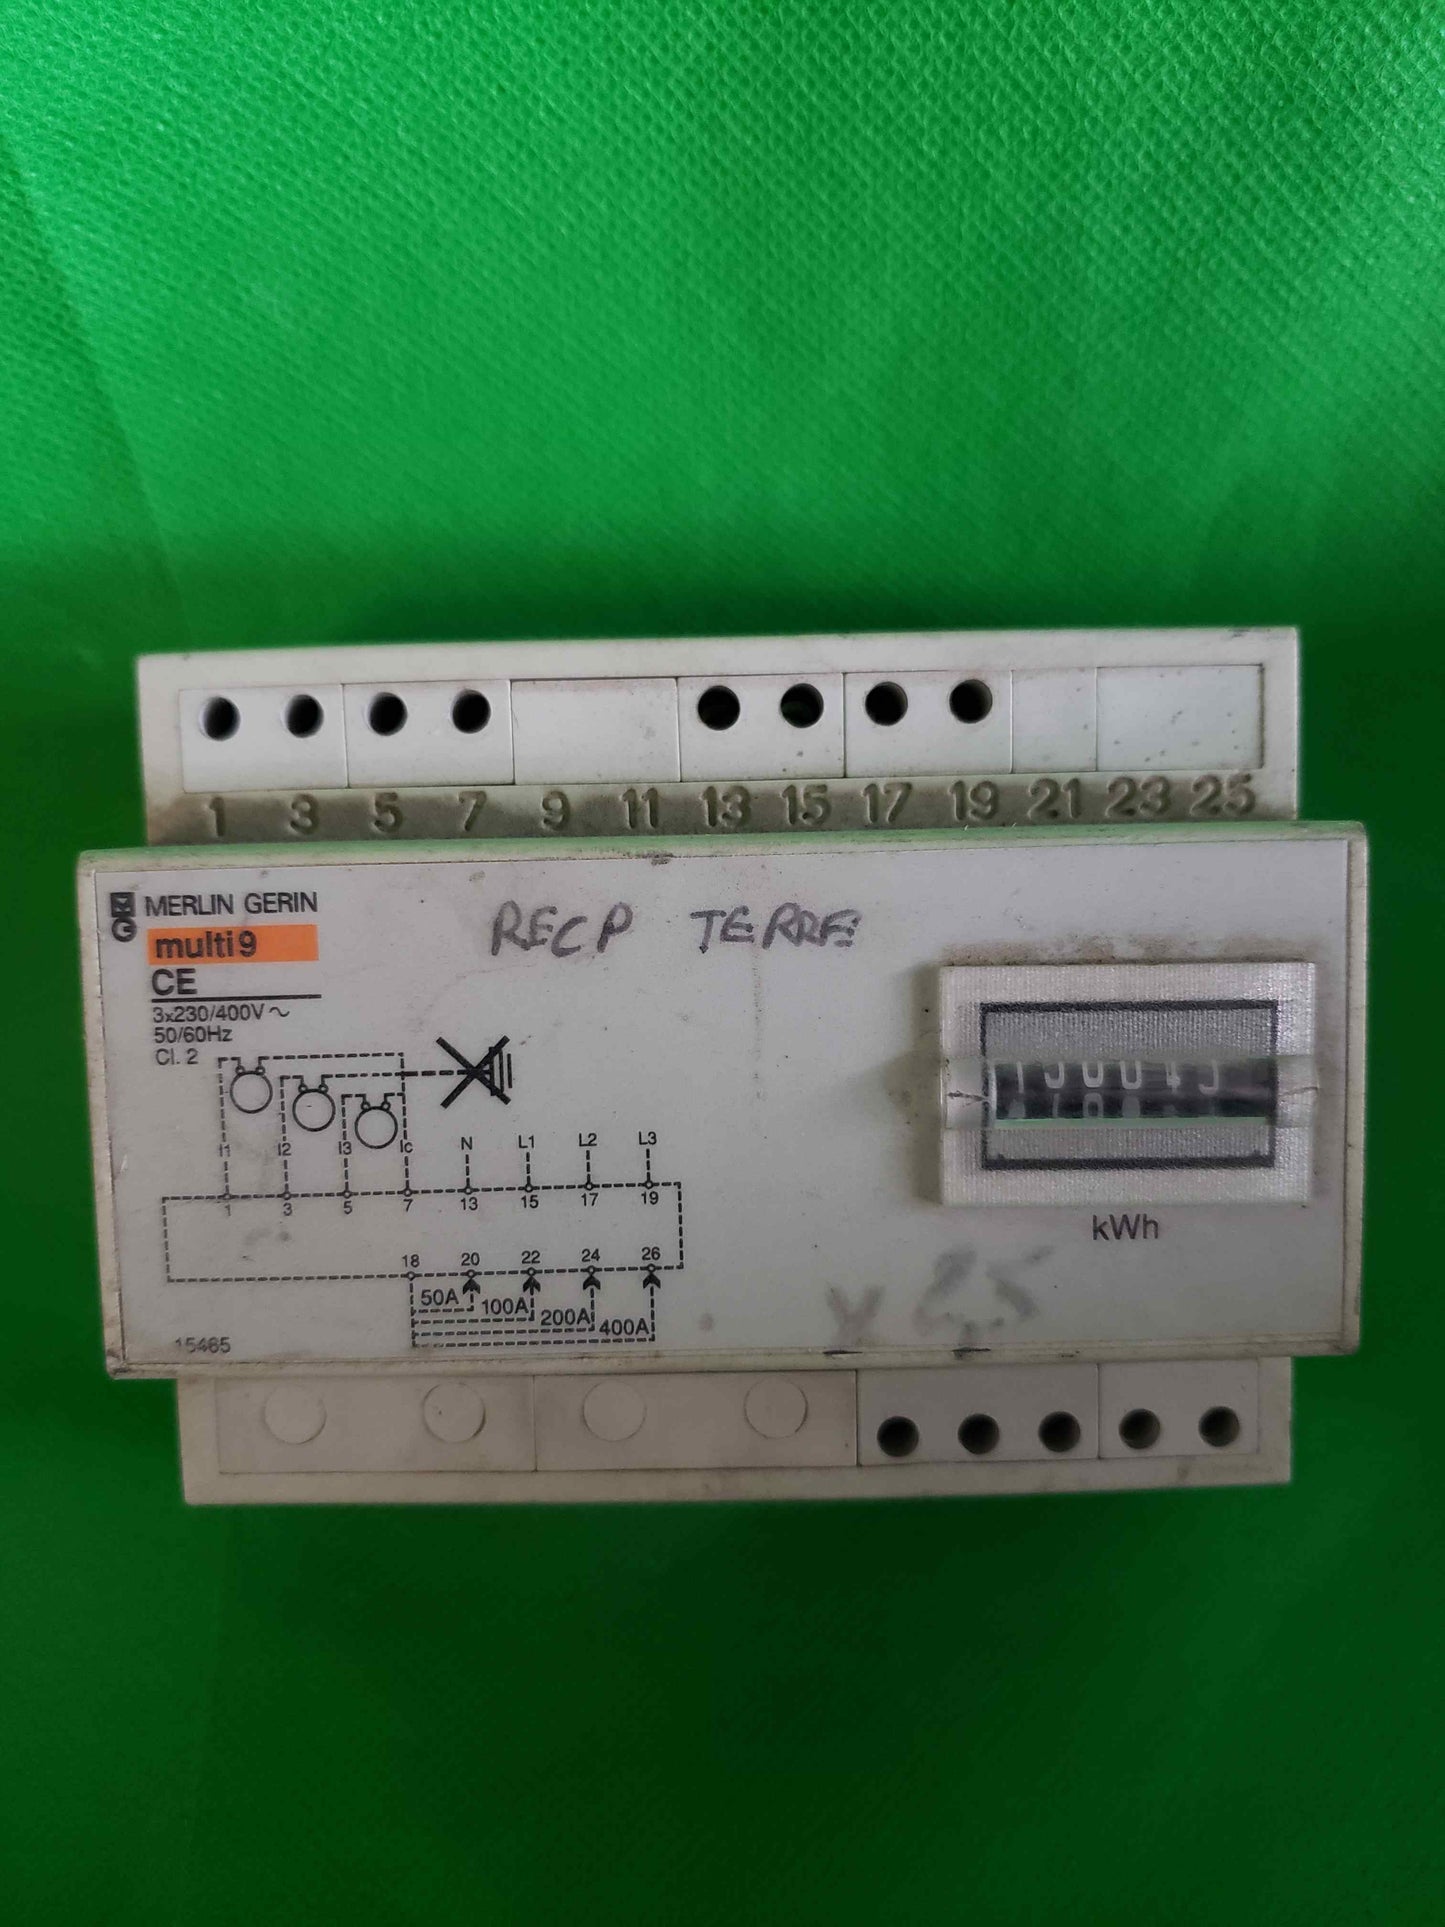 1 3 5 7 9 11 13 15 17 19 21 23 25
MG MERLIN GERIN
multi 9
CE
3x230/400V ~
50/60Hz
Cl. 2
RECP TERRE
I1 I2 I3 Ic N L1 L2 L3
1 3 5 7 13 15 17 19
18 20 22 24 26
50A 100A 200A 400A
15465
kWh